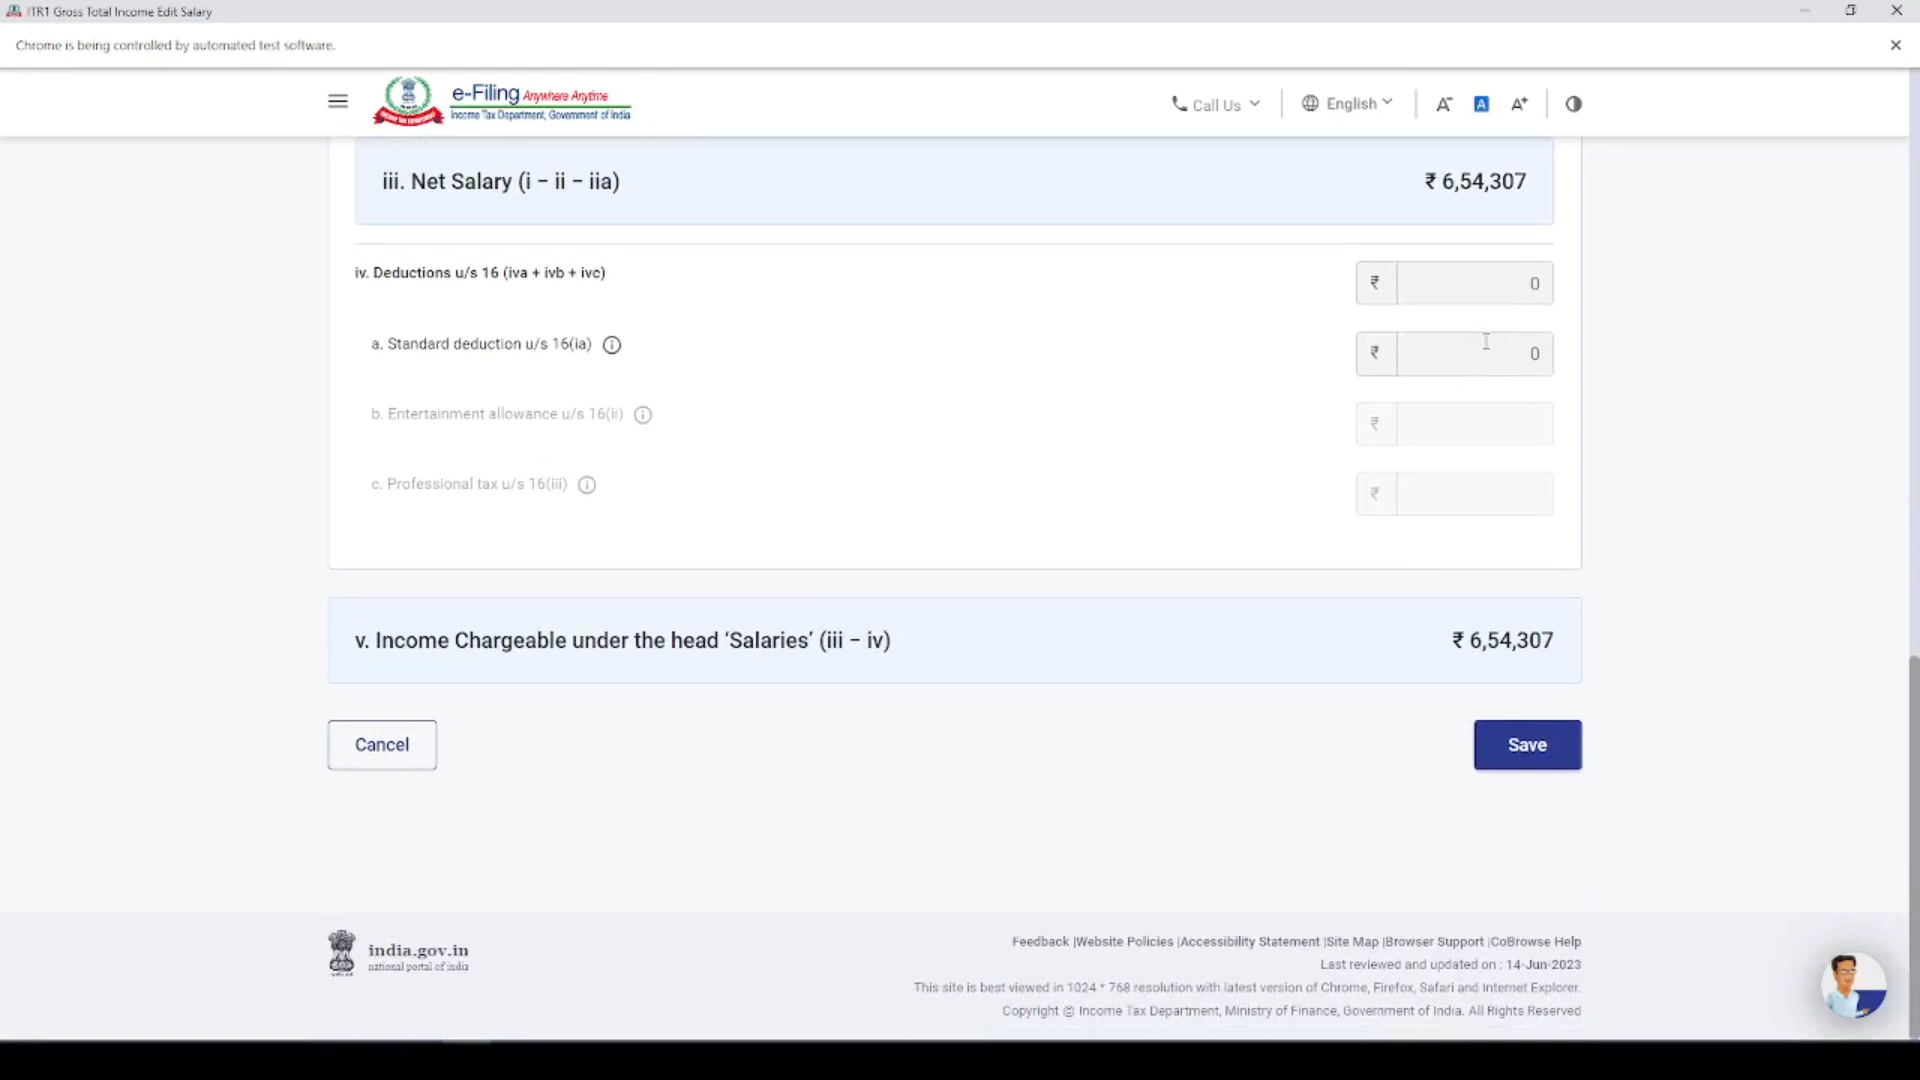 ITR1 Gross Total Income Edit Salary
Chrome is being controlled by automated test software.
e-Filing Anywhere Anytime
Income Tax Department, Government of India
Call Us
English
A-
A
A+
iii. Net Salary (i − ii − iia)
₹ 6,54,307
iv. Deductions u/s 16 (iva + ivb + ivc)
₹ 0
a. Standard deduction u/s 16(ia)
₹ 0
b. Entertainment allowance u/s 16(ii)
₹
c. Professional tax u/s 16(iii)
₹
v. Income Chargeable under the head ‘Salaries’ (iii − iv)
₹ 6,54,307
Cancel
Save
india.gov.in
national portal of india
Feedback |Website Policies |Accessibility Statement |Site Map |Browser Support |CoBrowse Help
Last reviewed and updated on : 14-Jun-2023
This site is best viewed in 1024 * 768 resolution with latest version of Chrome, Firefox, Safari and Internet Explorer.
Copyright © Income Tax Department, Ministry of Finance, Government of India. All Rights Reserved